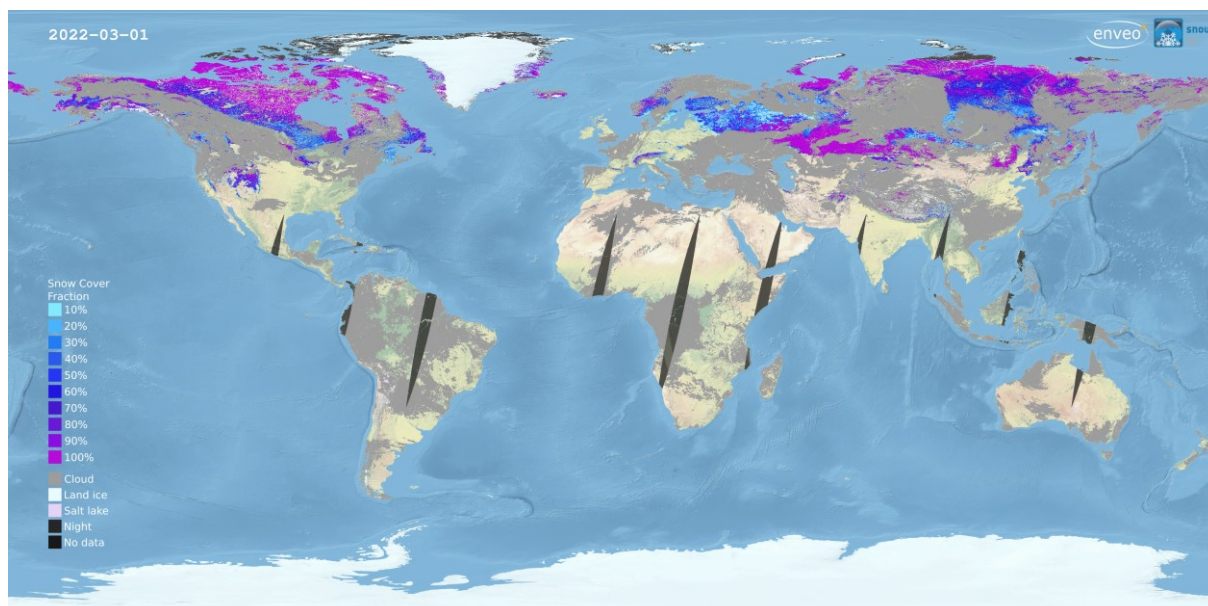 2022-03-01
enveo
snow
Snow Cover
Fraction
10%
20%
30%
40%
50%
60%
70%
80%
90%
100%
Cloud
Land ice
Salt lake
Night
No data